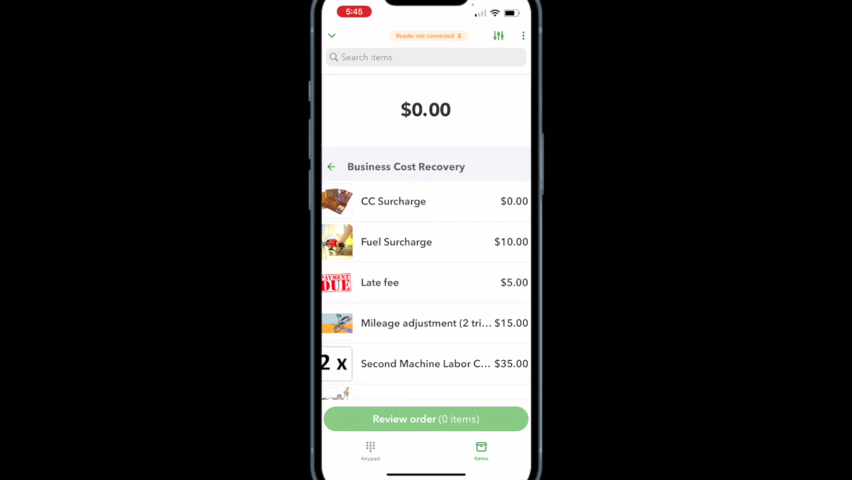 5:45
Reader not connected
Search items
$0.00
Business Cost Recovery
CC Surcharge $0.00
Fuel Surcharge $10.00
PAYMENT
DUE
Late fee $5.00
Mileage adjustment (2 tri... $15.00
2 x
Second Machine Labor C... $35.00
Review order (0 items)
Keypad
Items